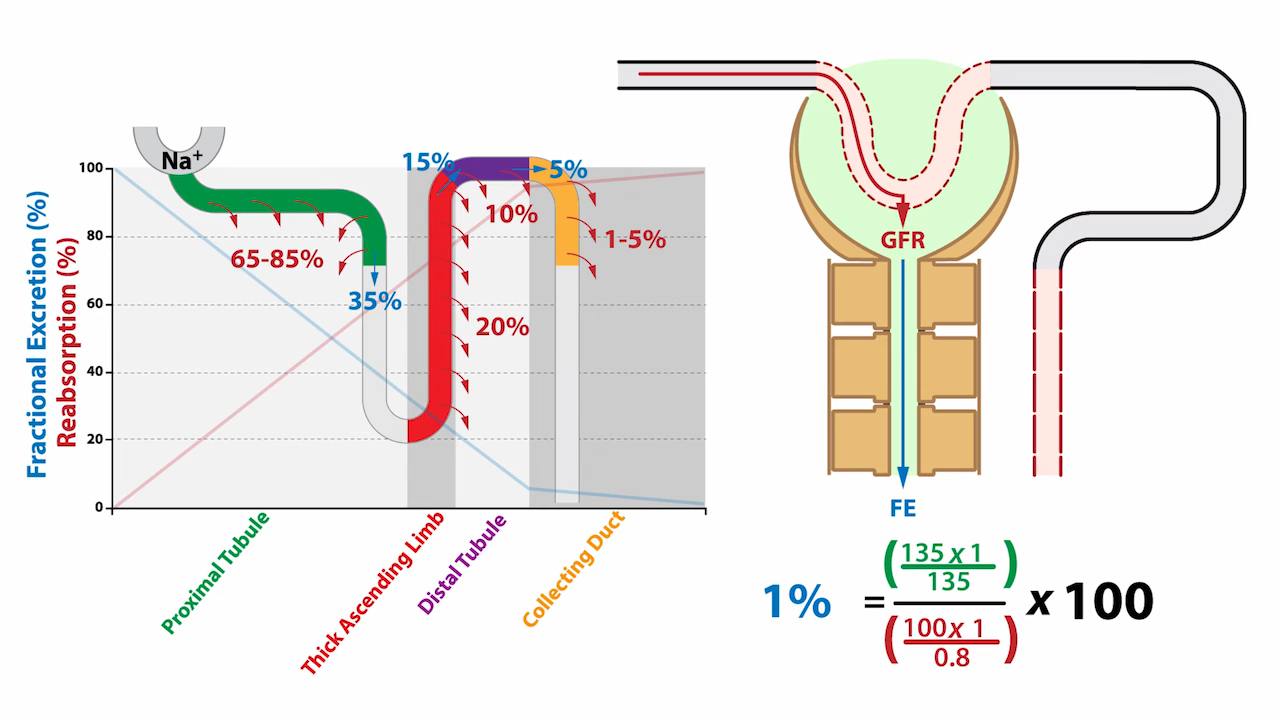 Na⁺
Fractional Excretion (%)
Reabsorption (%)
100
80
60
40
20
0
65-85%
35%
15%
5%
10%
1-5%
20%
Proximal Tubule
Thick Ascending Limb
Distal Tubule
Collecting Duct
GFR
FE
1% = (135 x 1 / 135) / (100 x 1 / 0.8) x 100